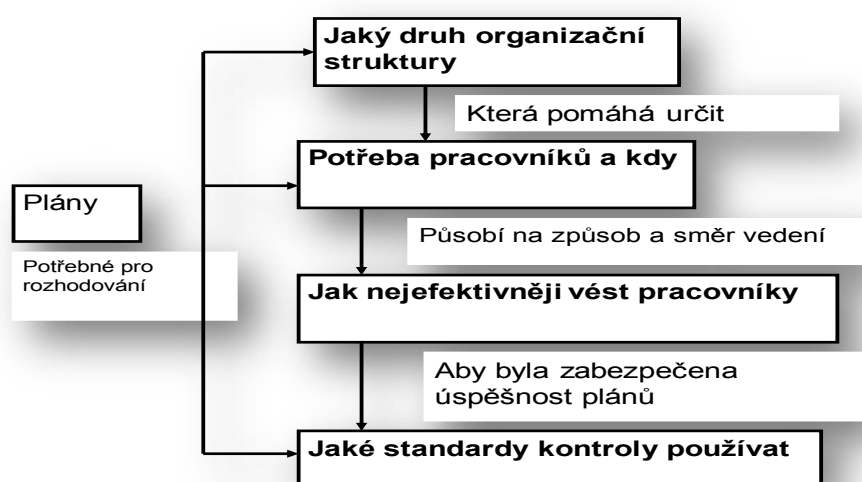 Jaký druh organizační
struktury
Která pomáhá určit
Potřeba pracovníků a kdy
Plány
Působí na způsob a směr vedení
Potřebné pro
rozhodování
Jak nejefektivněji vést pracovníky
Aby byla zabezpečena
úspěšnost plánů
Jaké standardy kontroly používat